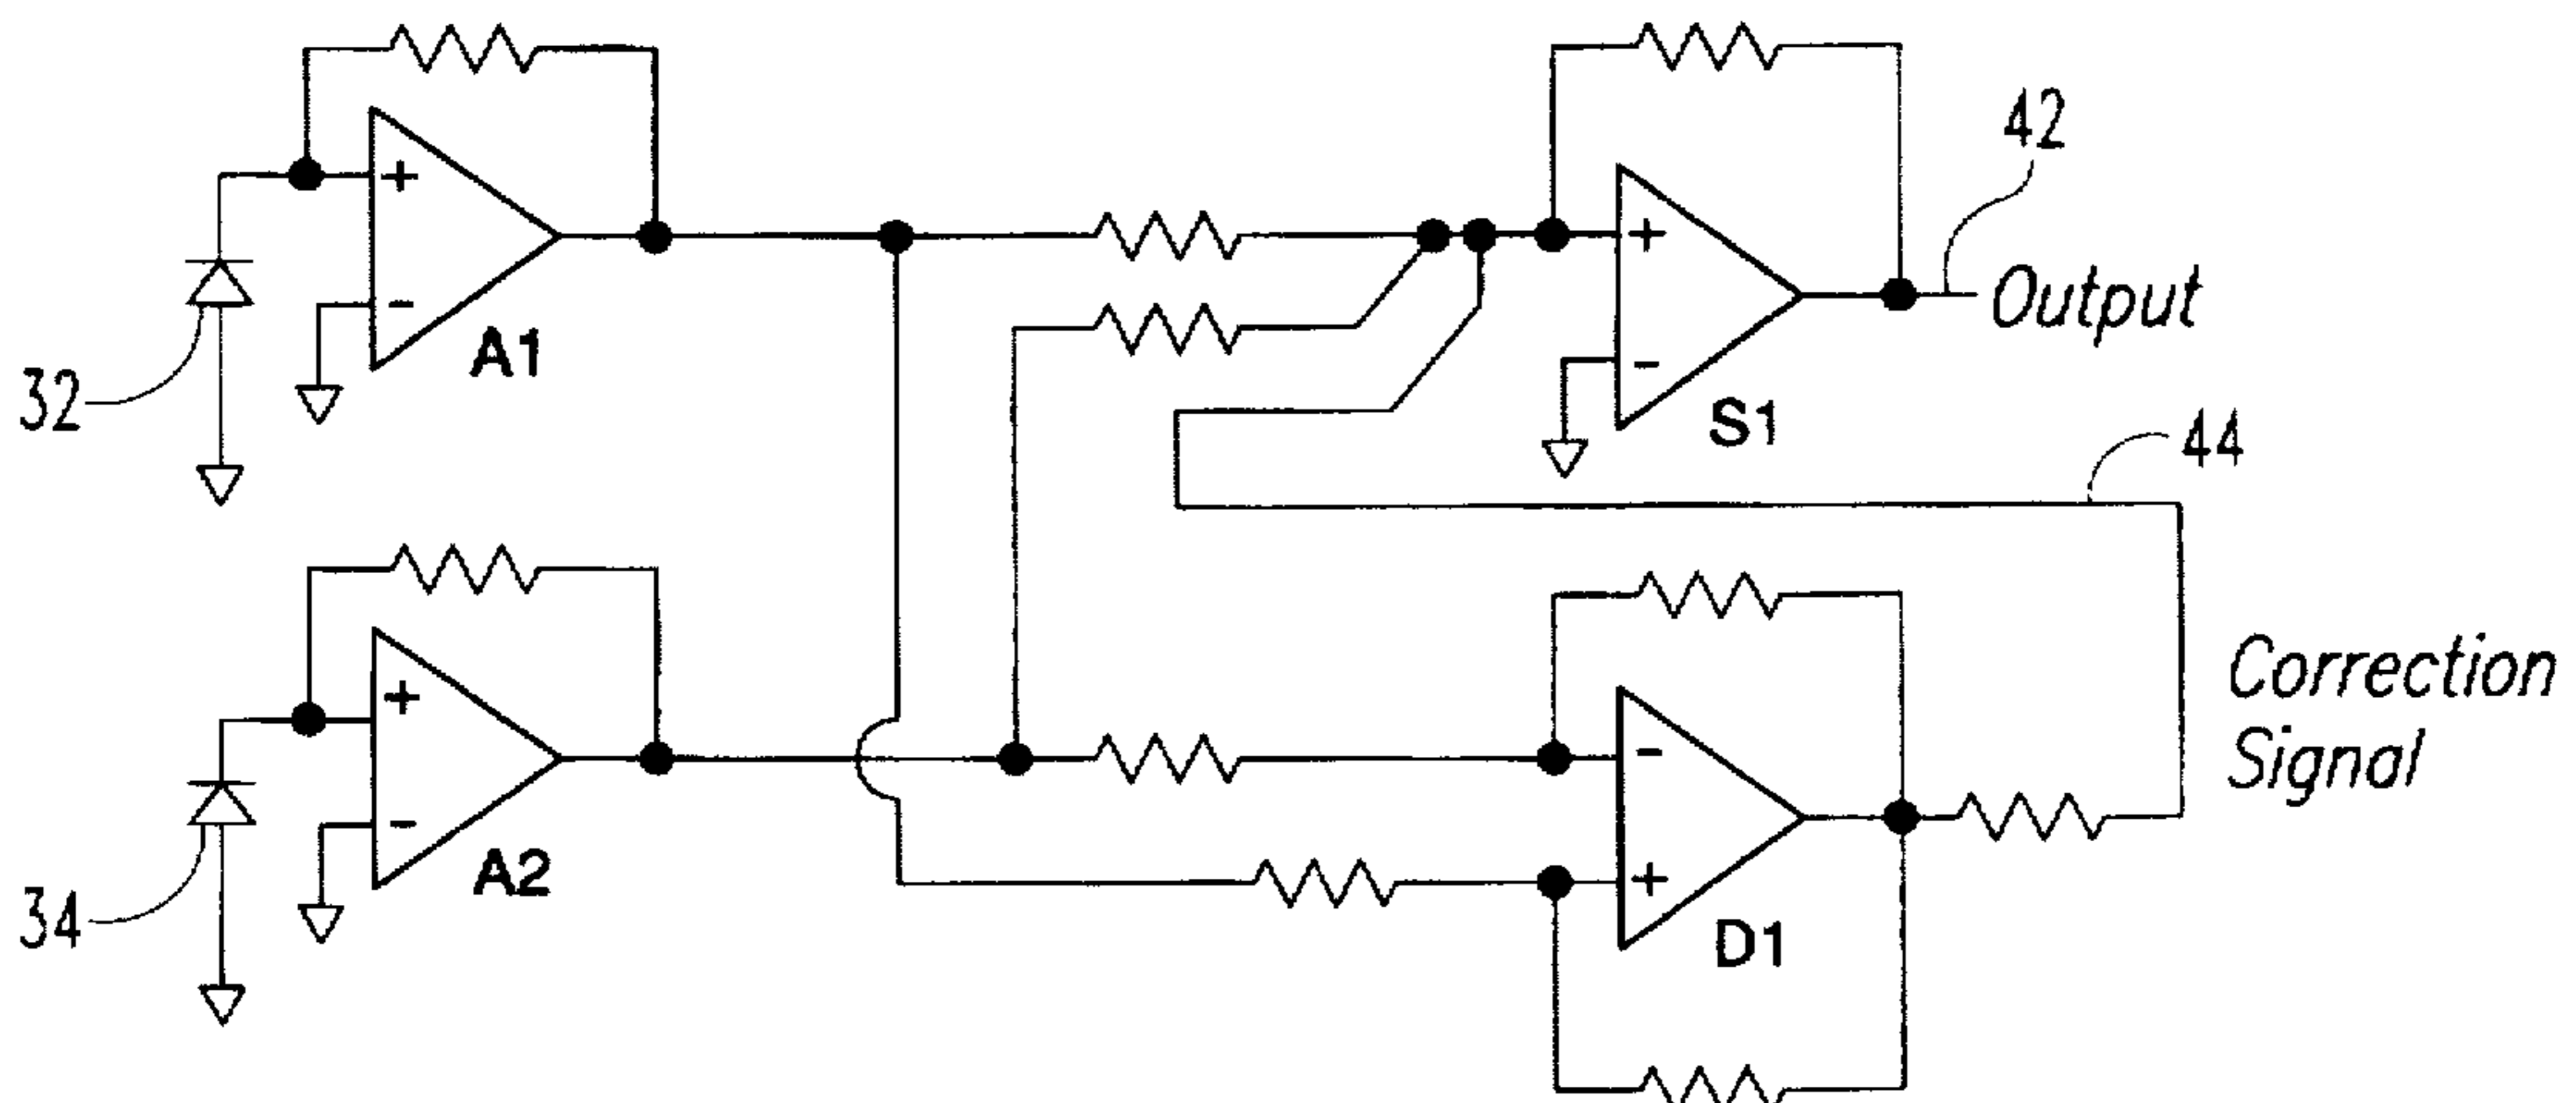 +
-
A1
32
+
-
S1
42
Output
44
+
-
A2
34
-
+
D1
Correction
Signal